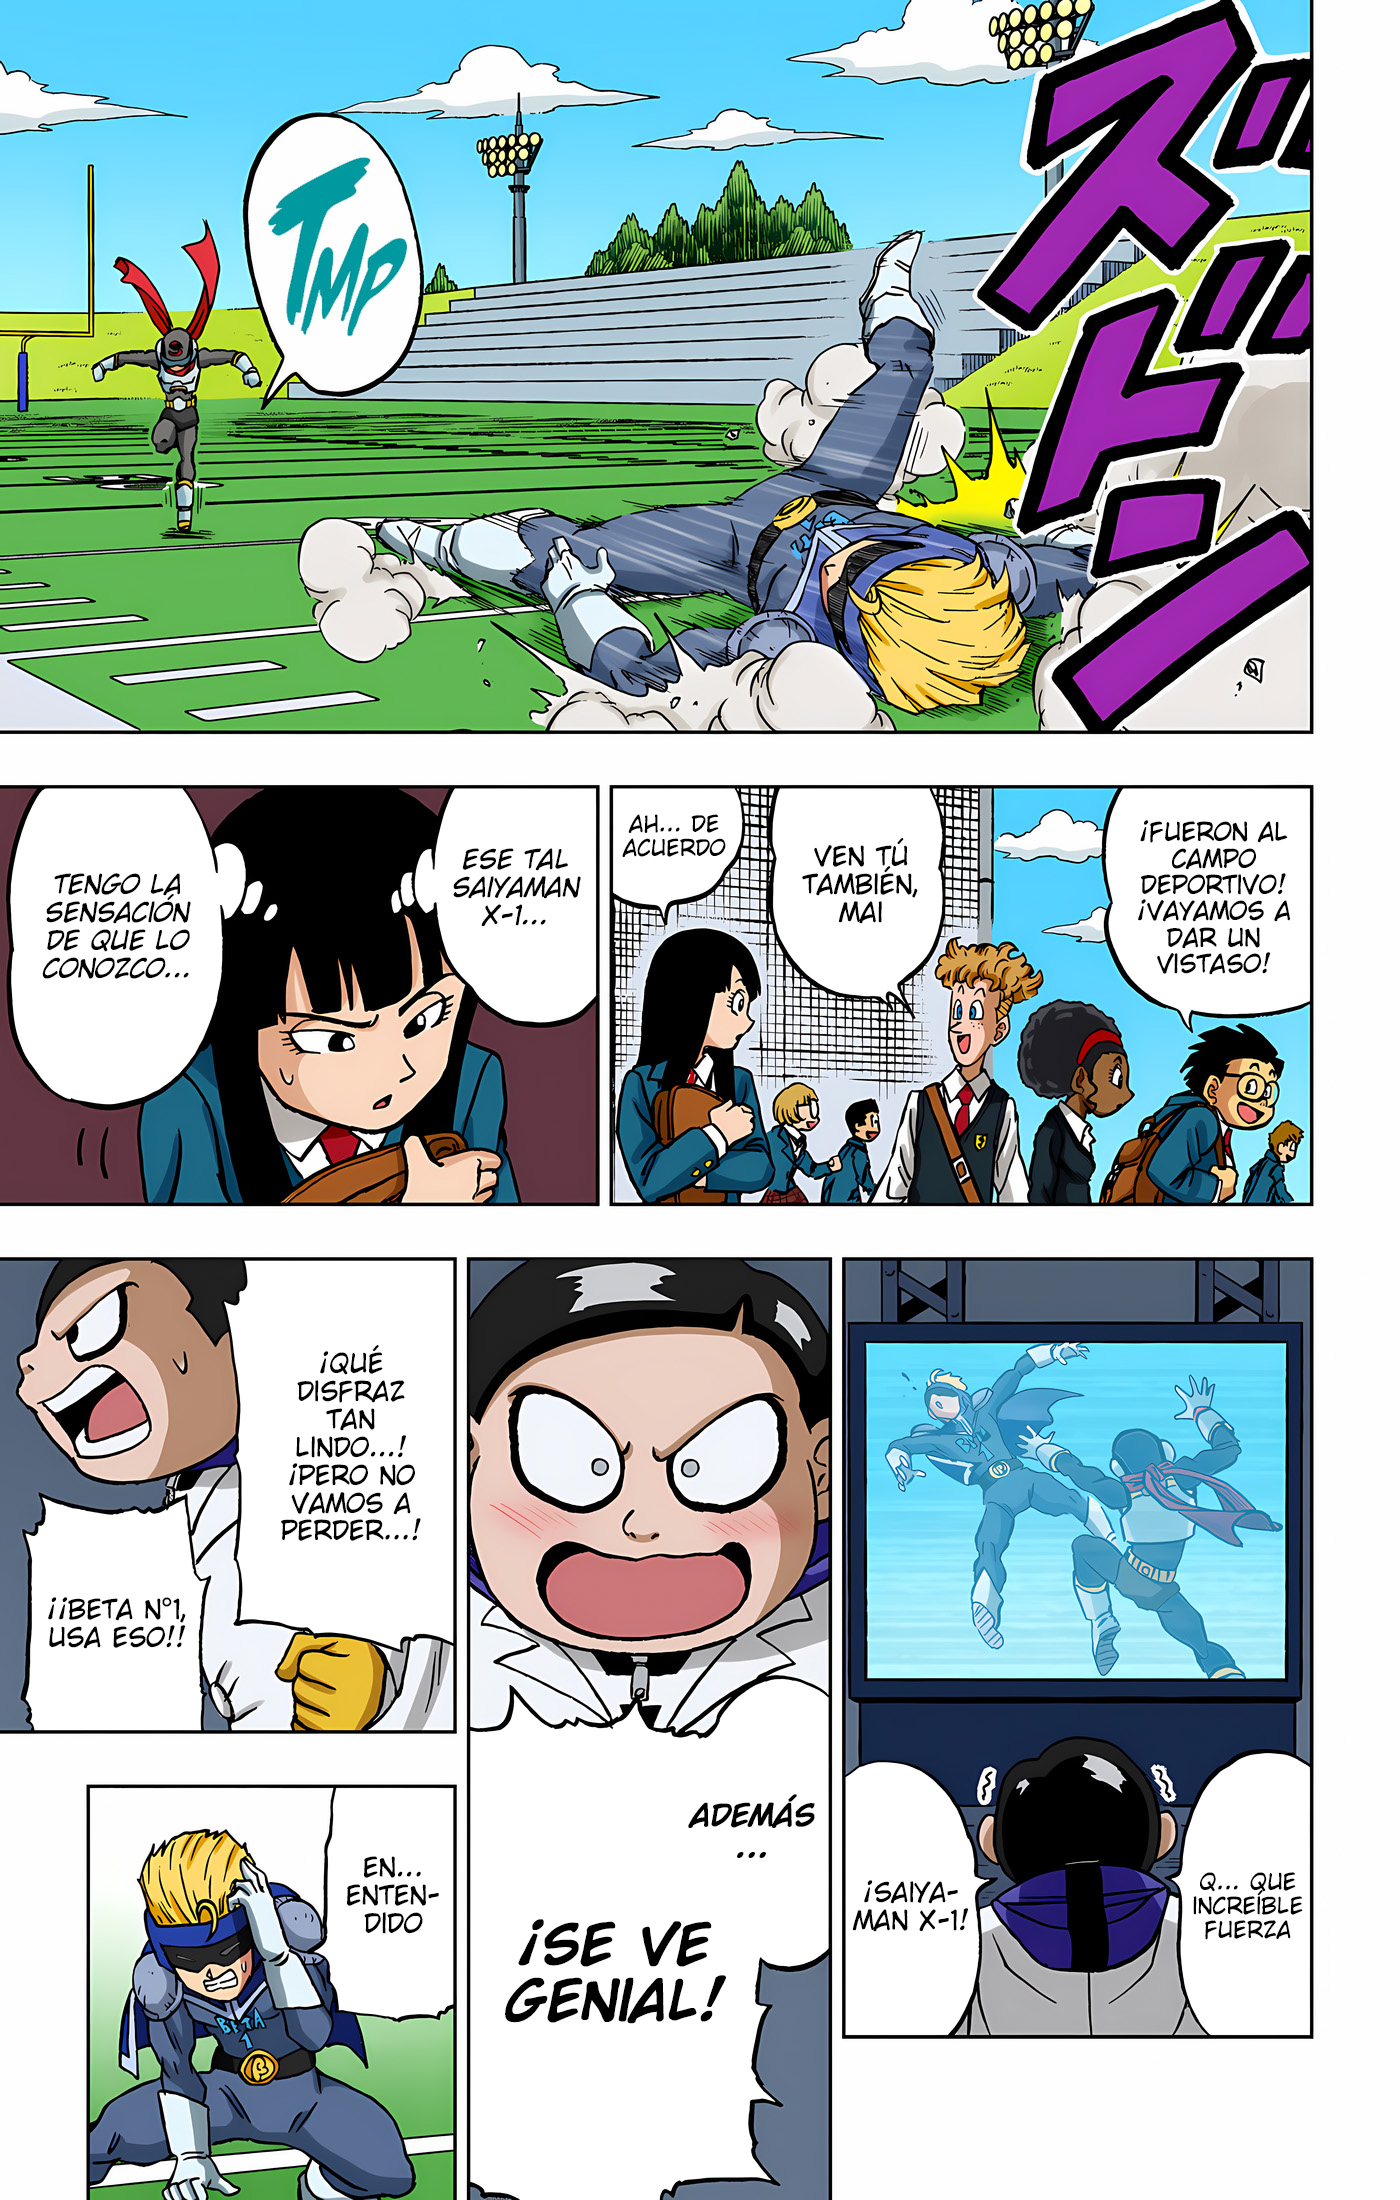 ズドン
TMP
¡FUERON AL
CAMPO
DEPORTIVO!
¡VAYAMOS A
DAR UN
VISTASO!
VEN TÚ
TAMBIÉN,
MAI
AH... DE
ACUERDO
ESE TAL
SAIYAMAN
X-1...
TENGO LA
SENSACIÓN
DE QUE LO
CONOZCO...
Q... QUE
INCREÍBLE
FUERZA
¡SAIYA-
MAN X-1!
ADEMÁS
...
¡SE VE
GENIAL!
¡QUÉ
DISFRAZ
TAN
LINDO...!
¡PERO NO
VAMOS A
PERDER...!
¡¡BETA N°1,
USA ESO!!
EN...
ENTEN-
DIDO
BETA
1
β